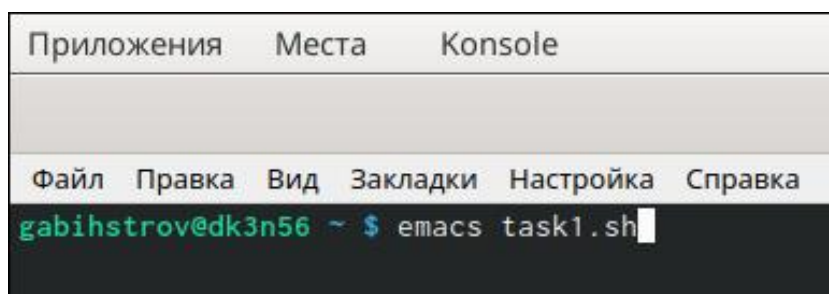 Приложения Места Konsole
Файл Правка Вид Закладки Настройка Справка
gabihstrov@dk3n56 ~ $ emacs task1.sh